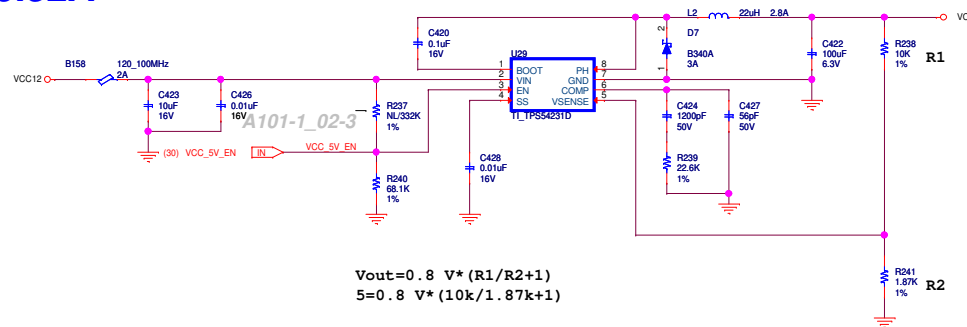 L2
22uH 2.8A
VC
C420
0.1uF
16V
D7
B340A
3A
2
1
C422
100uF
6.3V
R238
10K
1%
R1
B158
120_100MHz
2A
VCC12
U29
1 BOOT PH 8
2 VIN GND 7
3 EN COMP 6
4 SS VSENSE 5
TI_TPS54231D
C423
10uF
16V
C426
0.01uF
16V
A101-1_02-3
R237
NL/332K
1%
C424
1200pF
50V
C427
56pF
50V
(30) VCC_5V_EN IN VCC_5V_EN
R240
68.1K
1%
C428
0.01uF
16V
R239
22.6K
1%
R241
1.87K
1%
R2
Vout=0.8 V*(R1/R2+1)
5=0.8 V*(10k/1.87k+1)